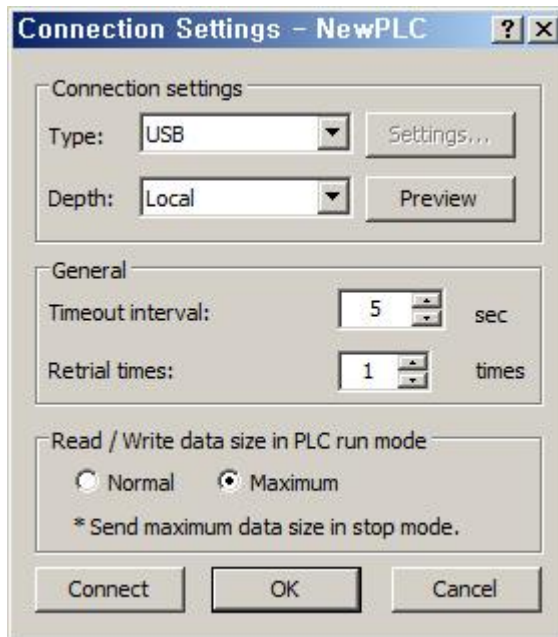 Connection Settings - NewPLC
Connection settings
Type: USB Settings...
Depth: Local Preview
General
Timeout interval: 5 sec
Retrial times: 1 times
Read / Write data size in PLC run mode
Normal Maximum
* Send maximum data size in stop mode.
Connect OK Cancel